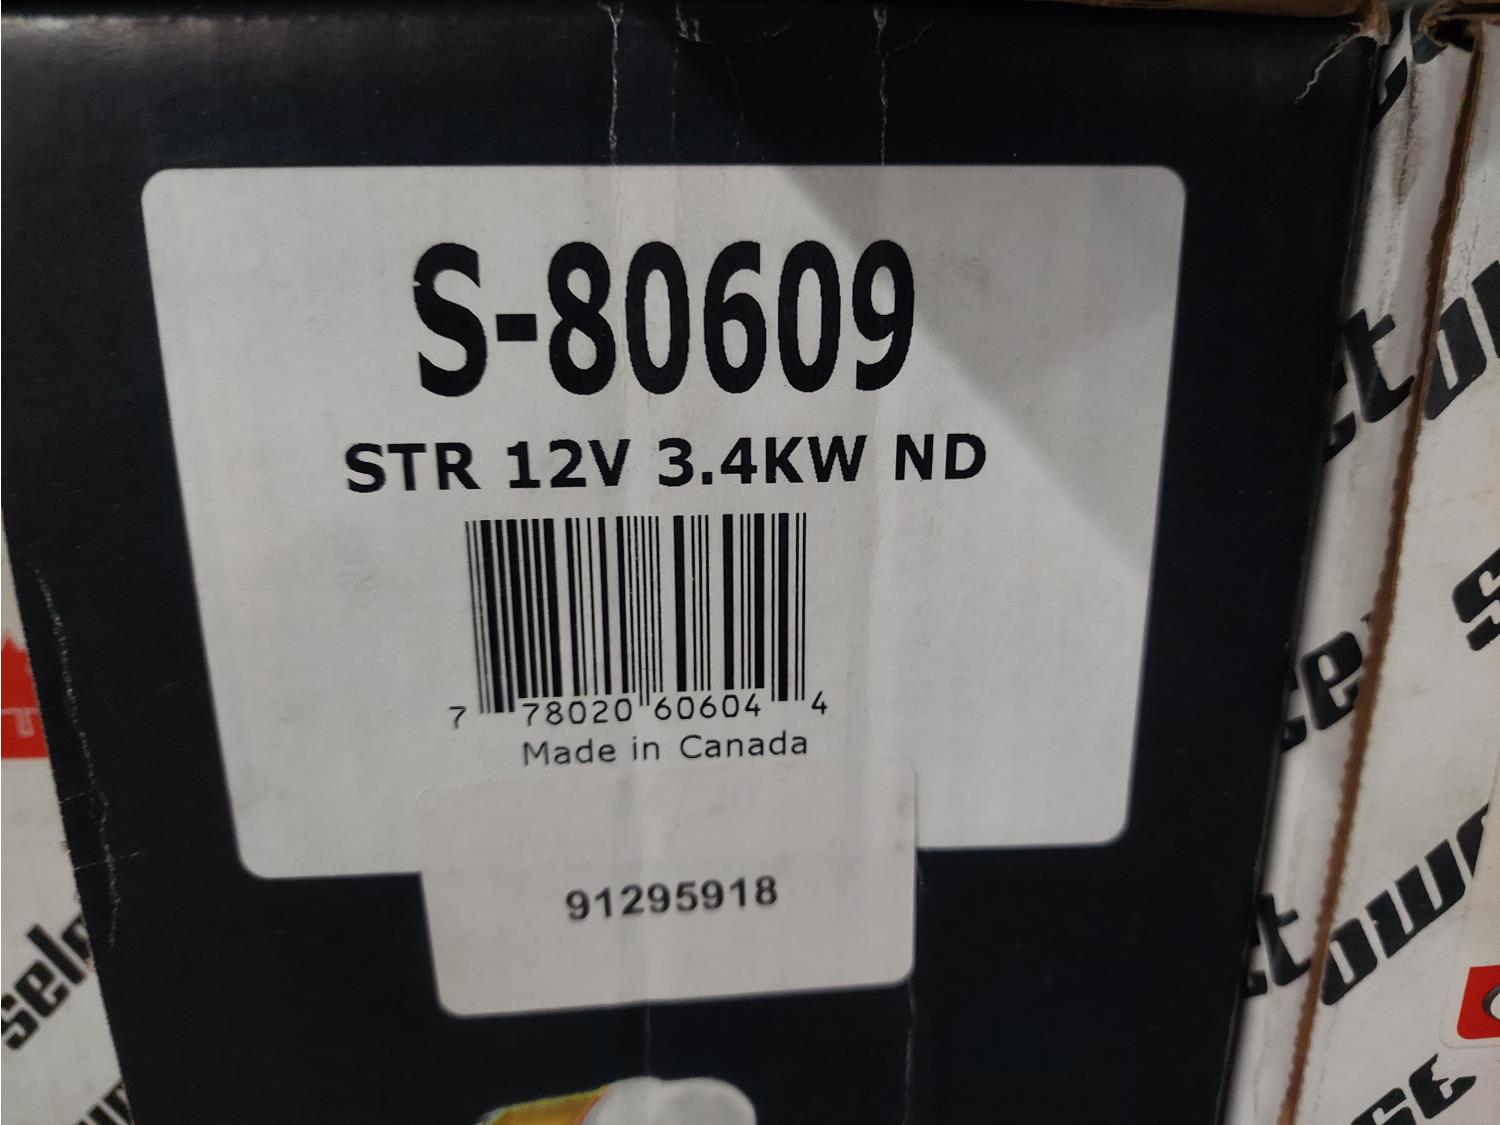 S-80609
STR 12V 3.4KW ND
7 78020 60604 4
Made in Canada
91295918